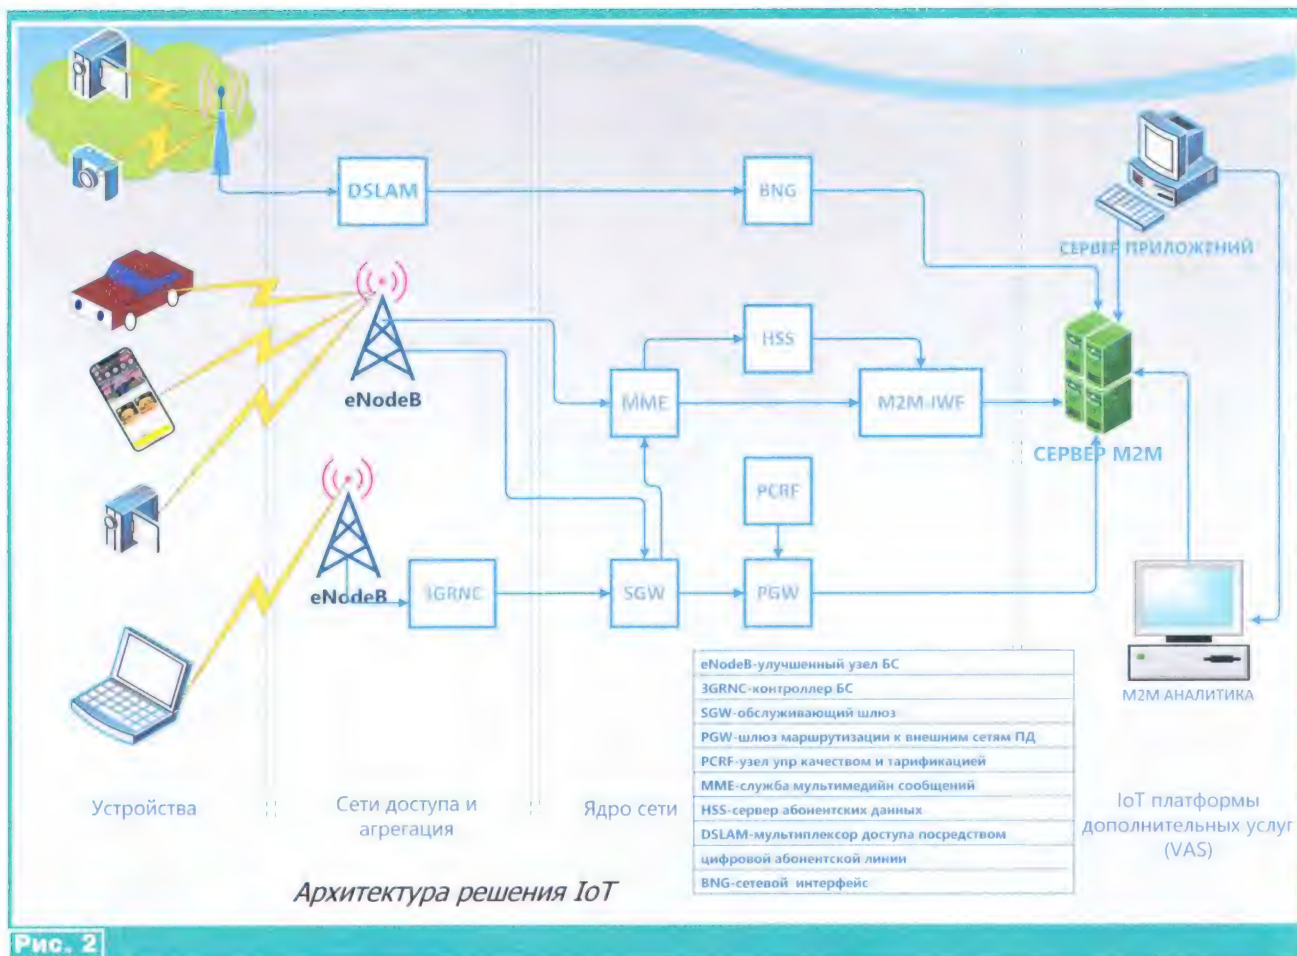 DSLAM
BNG
СЕРВЕР ПРИЛОЖЕНИЙ
HSS
eNodeB
MME
M2M-IWF
СЕРВЕР М2М
PCRF
eNodeB
3GRNC
SGW
PGW
М2М АНАЛИТИКА
eNodeB-улучшенный узел БС
3GRNC-контроллер БС
SGW-обслуживающий шлюз
PGW-шлюз маршрутизации к внешним сетям ПД
PCRF-узел упр качеством и тарификацией
MME-служба мультимедийн сообщений
HSS-сервер абонентских данных
DSLAM-мультиплексор доступа посредством
цифровой абонентской линии
BNG-сетевой интерфейс
Устройства
Сети доступа и
агрегация
Ядро сети
IoT платформы
дополнительных услуг
(VAS)
Архитектура решения IoT
Рис. 2